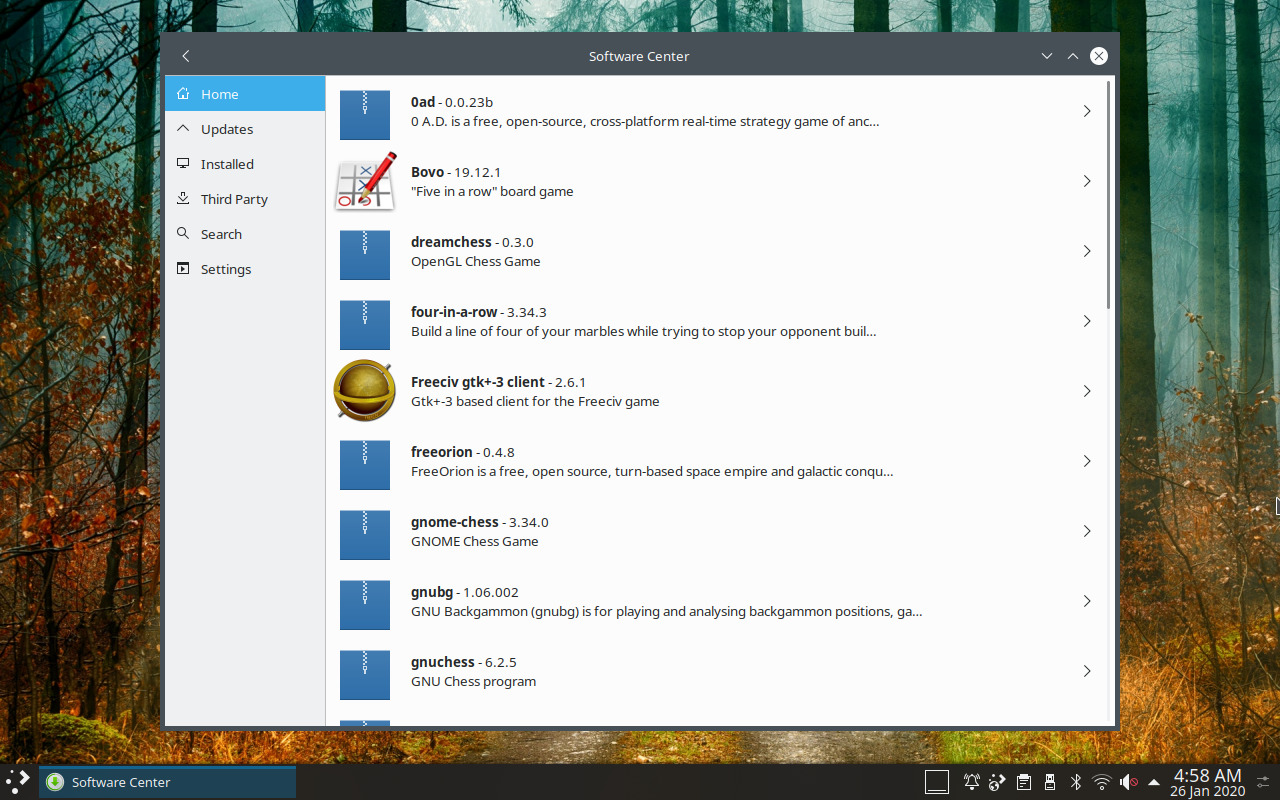 Software Center
Home
Updates
Installed
Third Party
Search
Settings
0ad - 0.0.23b
0 A.D. is a free, open-source, cross-platform real-time strategy game of anc...
Bovo - 19.12.1
"Five in a row" board game
dreamchess - 0.3.0
OpenGL Chess Game
four-in-a-row - 3.34.3
Build a line of four of your marbles while trying to stop your opponent buil...
Freeciv gtk+-3 client - 2.6.1
Gtk+-3 based client for the Freeciv game
freeorion - 0.4.8
FreeOrion is a free, open source, turn-based space empire and galactic conqu...
gnome-chess - 3.34.0
GNOME Chess Game
gnubg - 1.06.002
GNU Backgammon (gnubg) is for playing and analysing backgammon positions, ga...
gnuchess - 6.2.5
GNU Chess program
Software Center
4:58 AM
26 Jan 2020